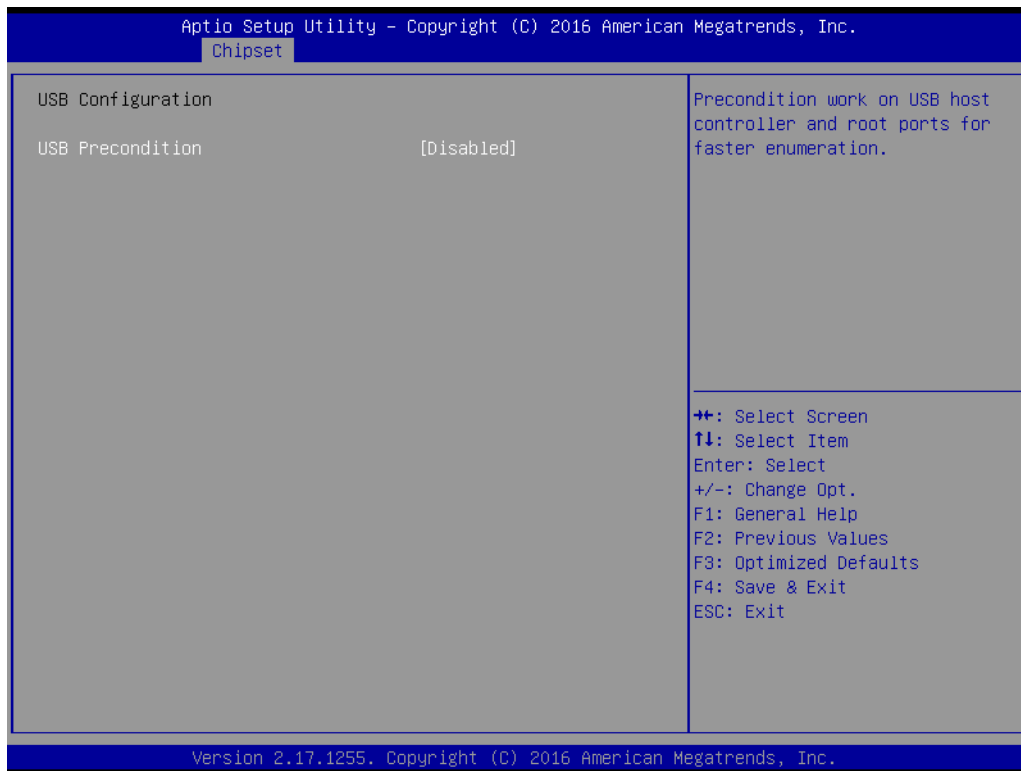 Aptio Setup Utility – Copyright (C) 2016 American Megatrends, Inc.
Chipset
USB Configuration
USB Precondition [Disabled]
Precondition work on USB host
controller and root ports for
faster enumeration.
→←: Select Screen
↑↓: Select Item
Enter: Select
+/-: Change Opt.
F1: General Help
F2: Previous Values
F3: Optimized Defaults
F4: Save & Exit
ESC: Exit
Version 2.17.1255. Copyright (C) 2016 American Megatrends, Inc.